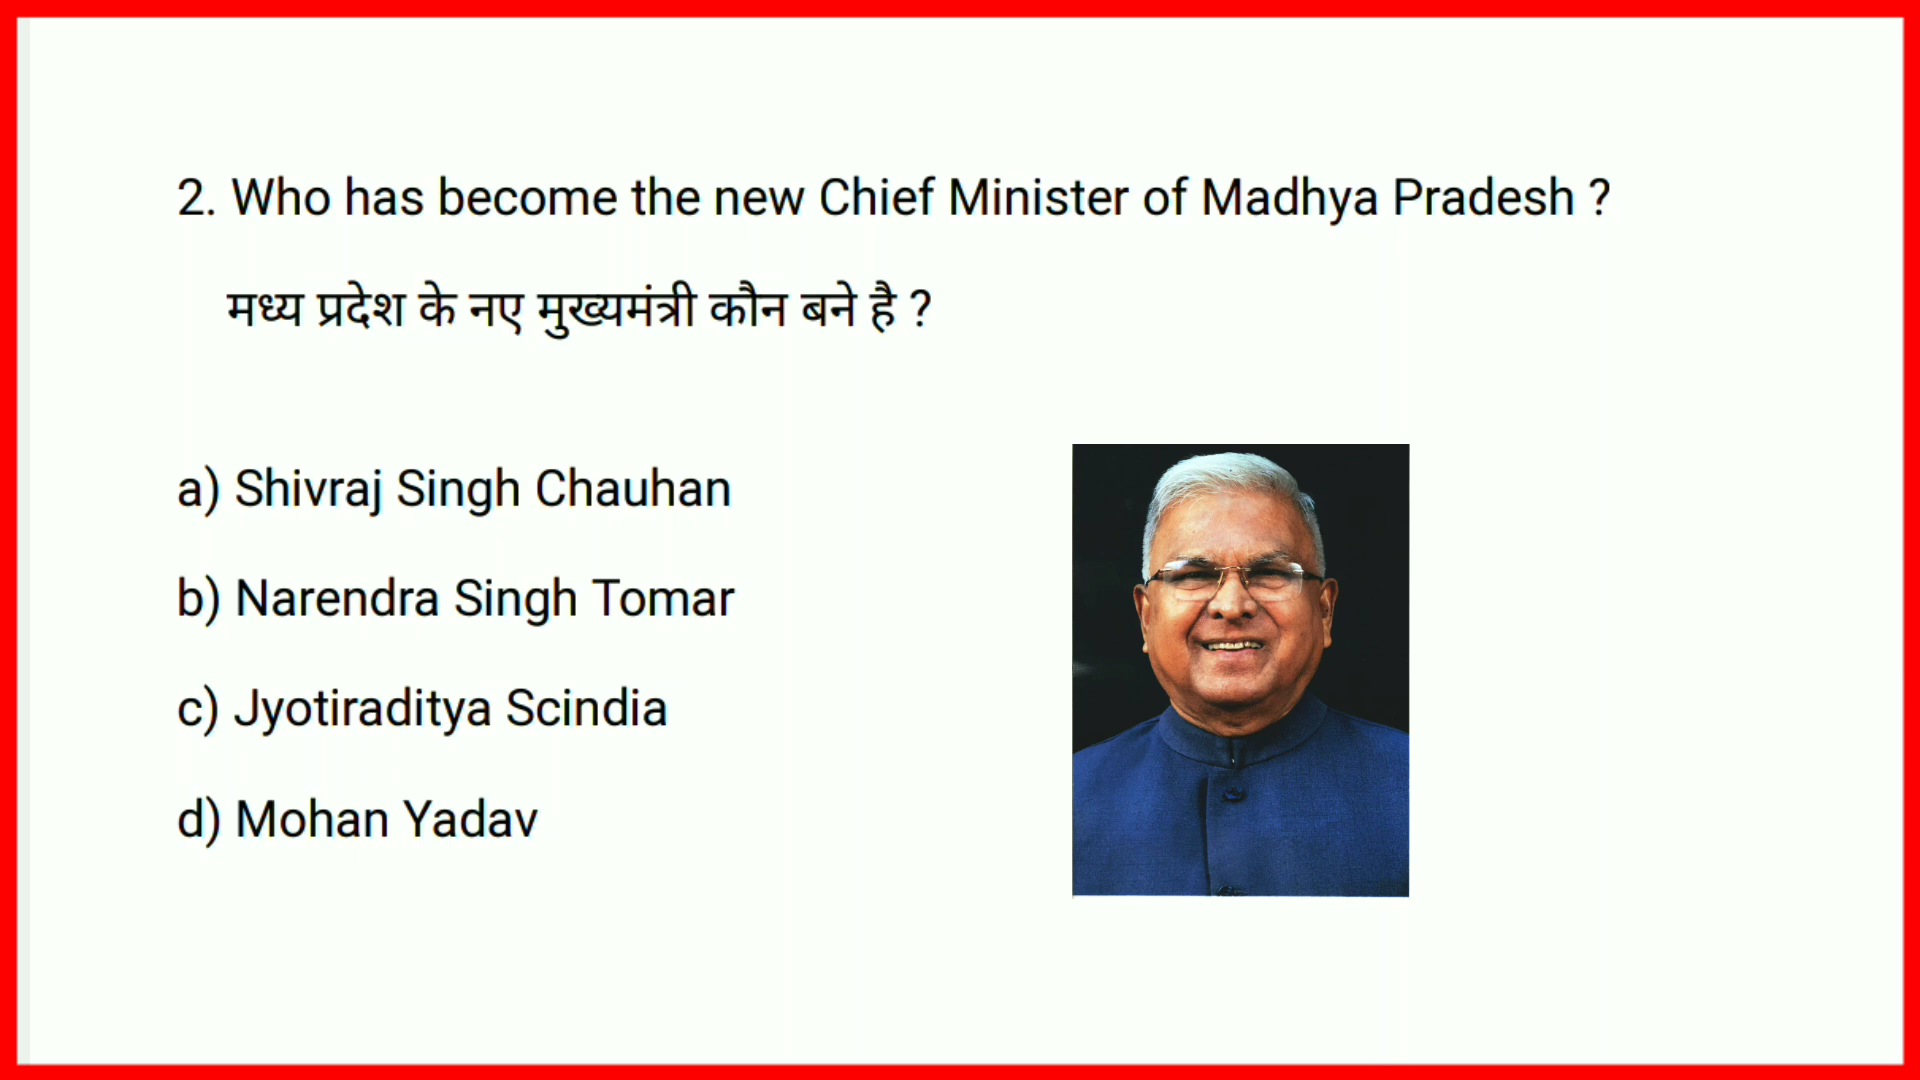 2. Who has become the new Chief Minister of Madhya Pradesh ?
मध्य प्रदेश के नए मुख्यमंत्री कौन बने है ?
a) Shivraj Singh Chauhan
b) Narendra Singh Tomar
c) Jyotiraditya Scindia
d) Mohan Yadav